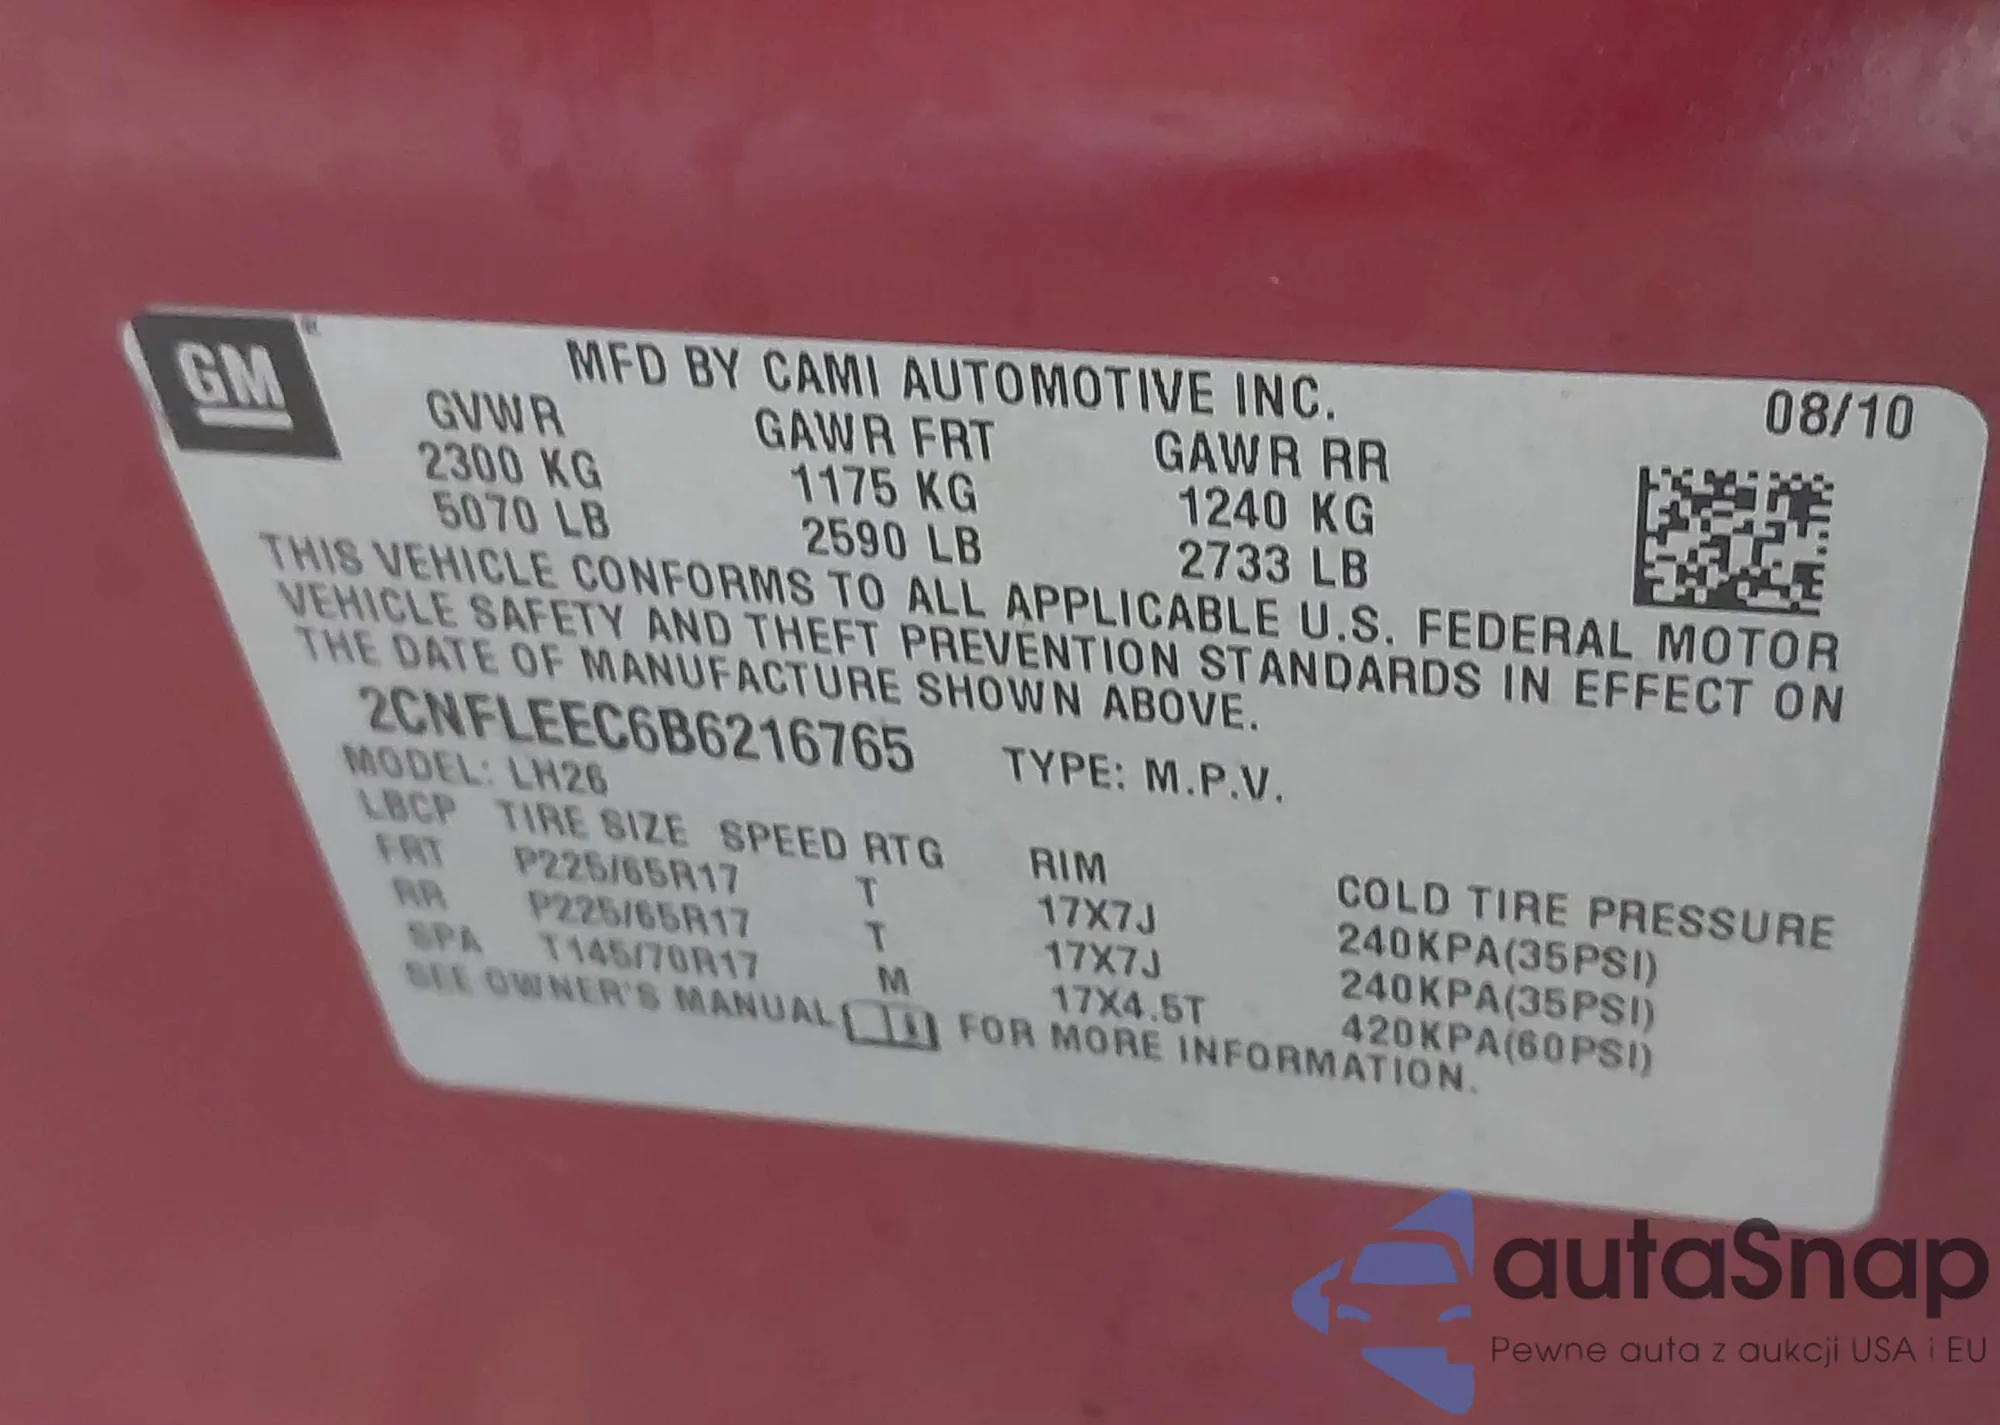 GM
MFD BY CAMI AUTOMOTIVE INC.
08/10
GVWR GAWR FRT GAWR RR
2300 KG 1175 KG 1240 KG
5070 LB 2590 LB 2733 LB
THIS VEHICLE CONFORMS TO ALL APPLICABLE U.S. FEDERAL MOTOR
VEHICLE SAFETY AND THEFT PREVENTION STANDARDS IN EFFECT ON
THE DATE OF MANUFACTURE SHOWN ABOVE.
2CNFLEEC6B6216765 TYPE: M.P.V.
MODEL: LH26
LBCP TIRE SIZE SPEED RTG RIM COLD TIRE PRESSURE
FRT P225/65R17 T 17X7J 240KPA(35PSI)
RR P225/65R17 T 17X7J 240KPA(35PSI)
SPA T145/70R17 M 17X4.5T 420KPA(60PSI)
SEE OWNER'S MANUAL FOR MORE INFORMATION.
autaSnap
Pewne auta z aukcji USA i EU